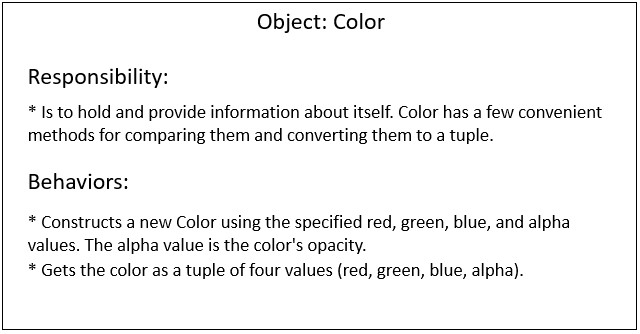 Object: Color
Responsibility:
* Is to hold and provide information about itself. Color has a few convenient
methods for comparing them and converting them to a tuple.
Behaviors:
* Constructs a new Color using the specified red, green, blue, and alpha
values. The alpha value is the color's opacity.
* Gets the color as a tuple of four values (red, green, blue, alpha).